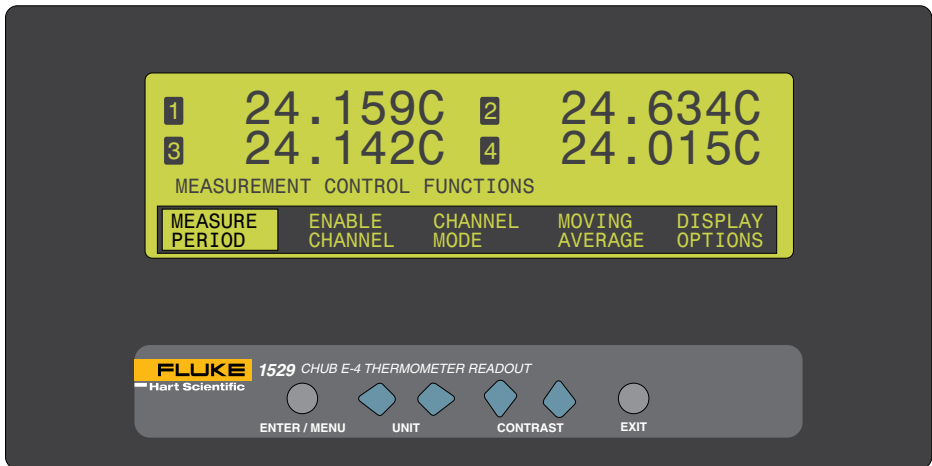 1 24.159C 2 24.634C
3 24.142C 4 24.015C
MEASUREMENT CONTROL FUNCTIONS
MEASURE PERIOD
ENABLE CHANNEL
CHANNEL MODE
MOVING AVERAGE
DISPLAY OPTIONS
FLUKE
Hart Scientific
1529 CHUB E-4 THERMOMETER READOUT
ENTER / MENU UNIT CONTRAST EXIT